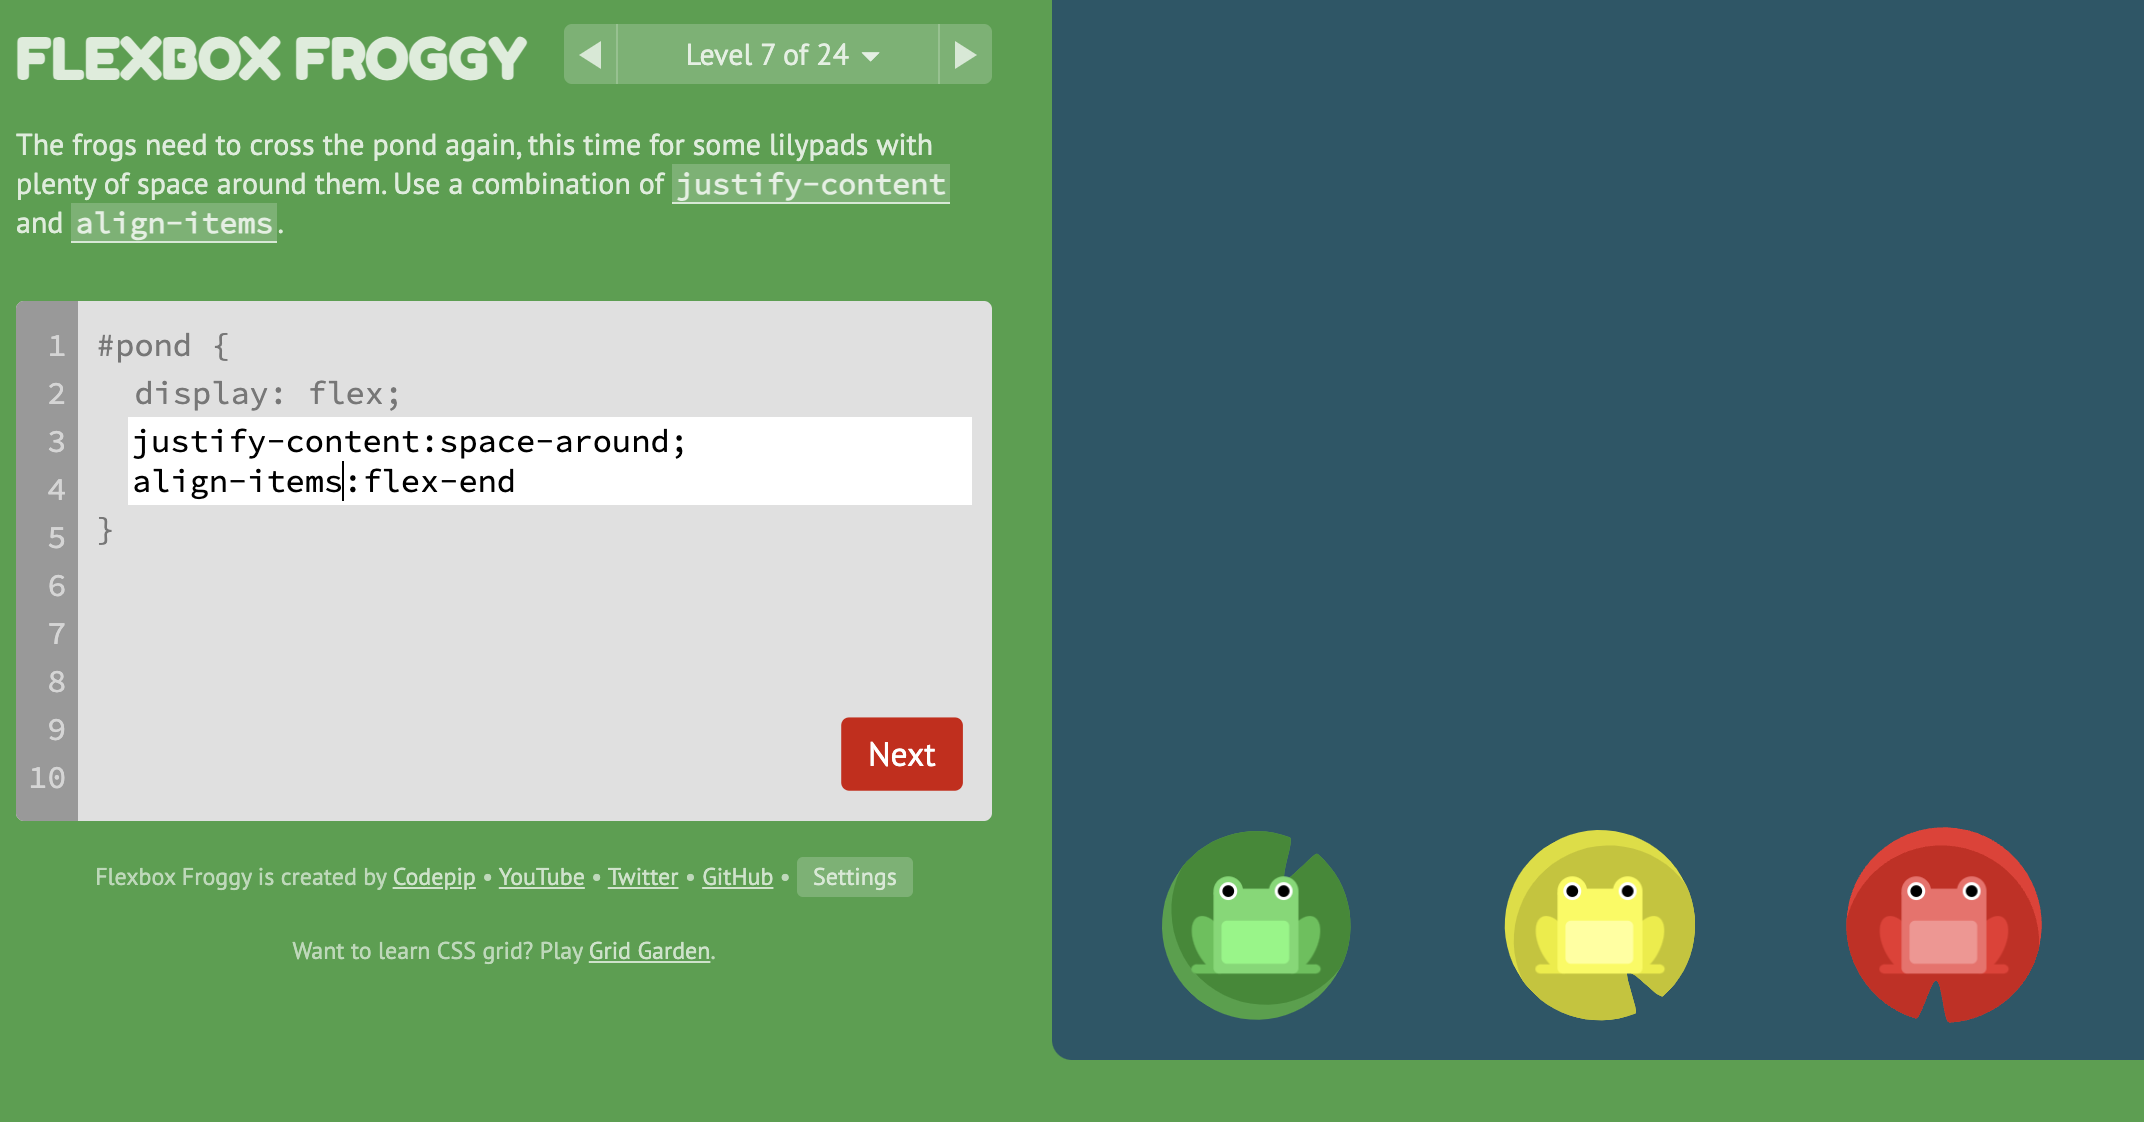 FLEXBOX FROGGY
Level 7 of 24
The frogs need to cross the pond again, this time for some lilypads with
plenty of space around them. Use a combination of justify-content
and align-items.
1 #pond {
2 display: flex;
3 justify-content:space-around;
4 align-items:flex-end
5 }
6
7
8
9
10
Next
Flexbox Froggy is created by Codepip • YouTube • Twitter • GitHub • Settings
Want to learn CSS grid? Play Grid Garden.